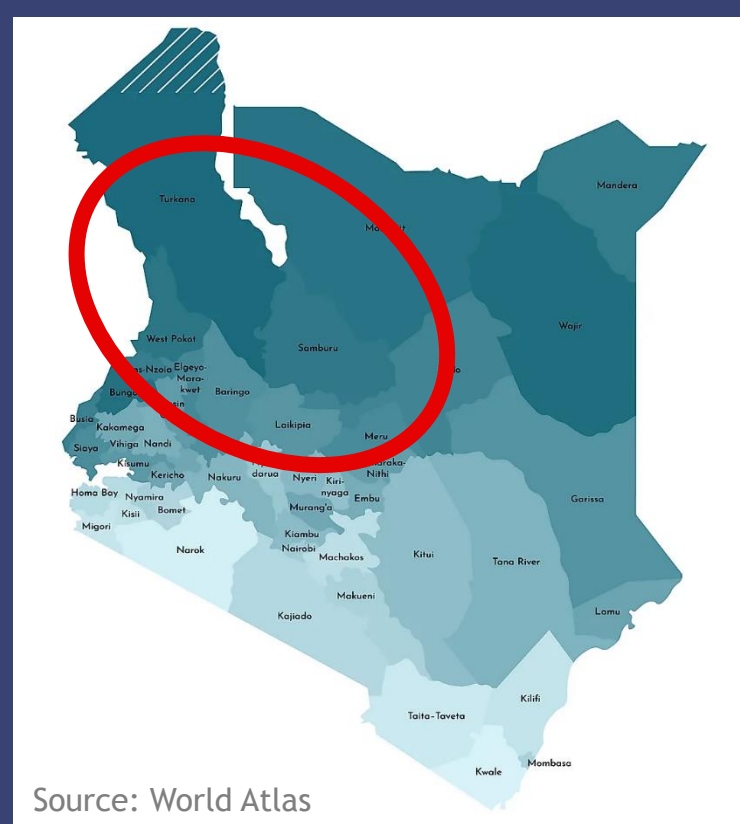 Turkana
Mandera
Wajir
West Pokot
Samburu
Elgeyo-
Mara-
kwet
Baringo
Laikipia
Meru
Busia
Kakamega
Vihiga
Nandi
Siaya
Kisumu
Kericho
Nakuru
Nyeri
Kiri-
nyaga
Nithi
Embu
Garissa
Homa Bay
Nyamira
Kisii
Bomet
Murang'a
Migori
Kiambu
Nairobi
Narok
Machakos
Kitui
Tana River
Makueni
Kajiado
Lamu
Kilifi
Taita-Taveta
Kwale
Mombasa
Source: World Atlas